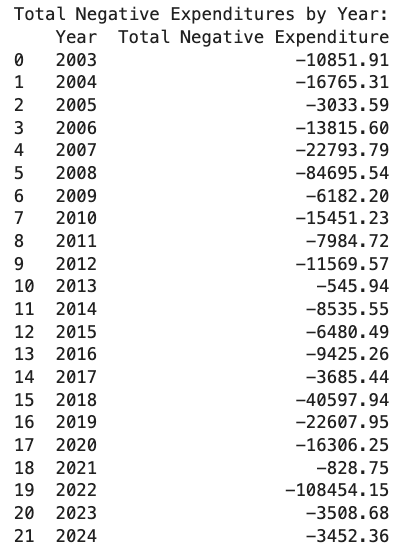 Total Negative Expenditures by Year:
    Year  Total Negative Expenditure
0   2003                   -10851.91
1   2004                   -16765.31
2   2005                    -3033.59
3   2006                   -13815.60
4   2007                   -22793.79
5   2008                   -84695.54
6   2009                    -6182.20
7   2010                   -15451.23
8   2011                    -7984.72
9   2012                   -11569.57
10  2013                     -545.94
11  2014                    -8535.55
12  2015                    -6480.49
13  2016                    -9425.26
14  2017                    -3685.44
15  2018                   -40597.94
16  2019                   -22607.95
17  2020                   -16306.25
18  2021                     -828.75
19  2022                  -108454.15
20  2023                    -3508.68
21  2024                    -3452.36